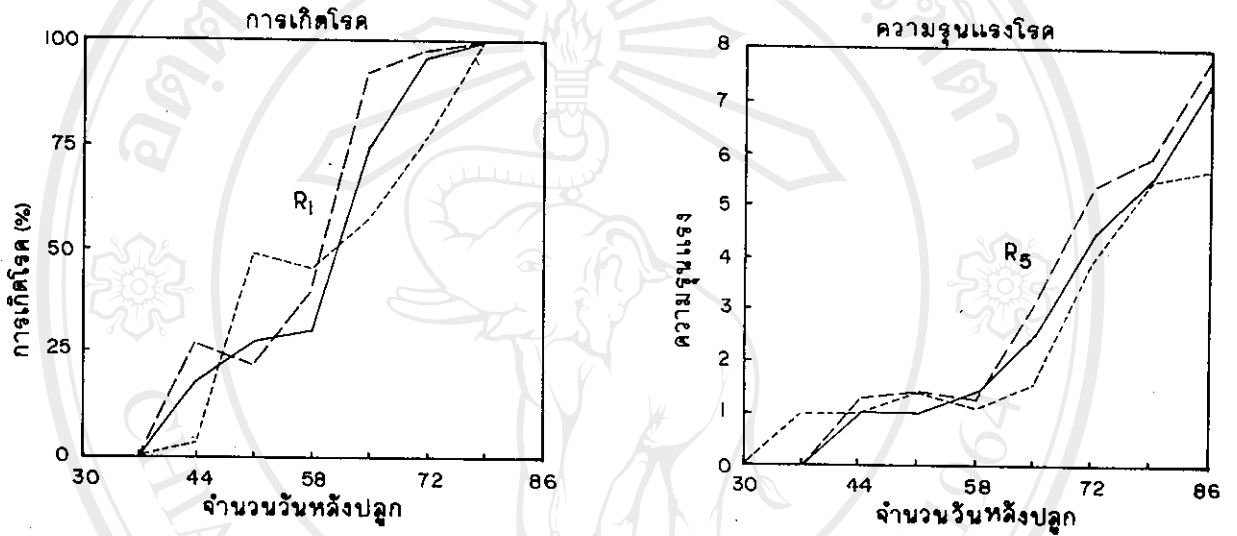 การเกิดโรค
การเกิดโรค (%)
100
75
50
25
0
R1
30 44 58 72 86
จำนวนวันหลังปลูก
ความรุนแรงโรค
ความรุนแรง
8
7
6
5
4
3
2
1
0
R5
30 44 58 72 86
จำนวนวันหลังปลูก